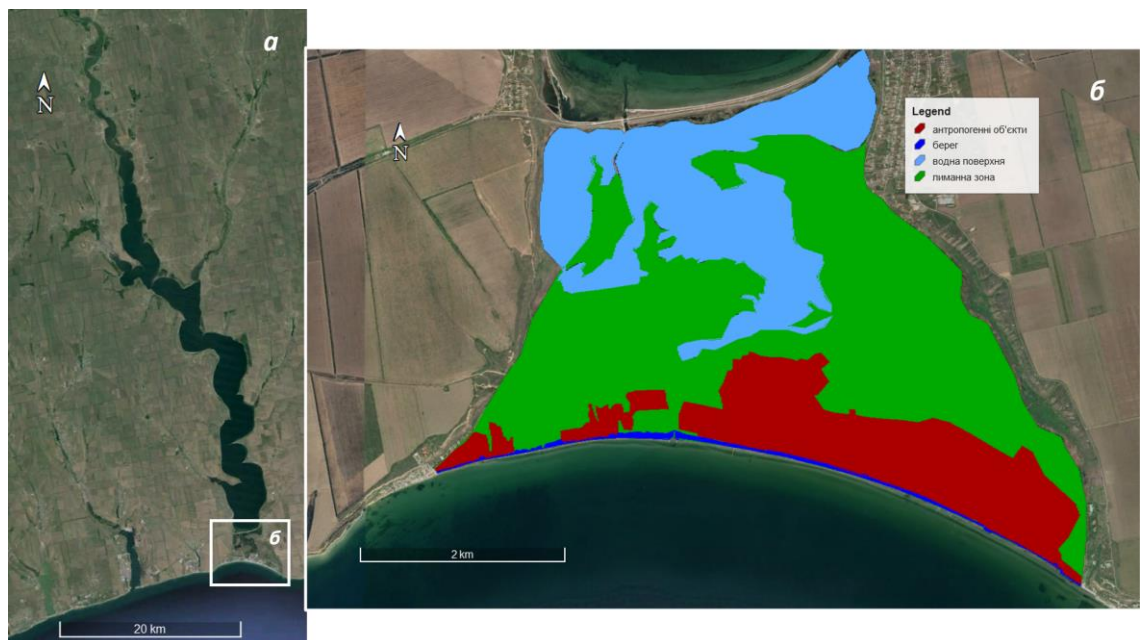 а
N
б
20 km
б
N
Legend
антропогенні об'єкти
берег
водна поверхня
лиманна зона
2 km